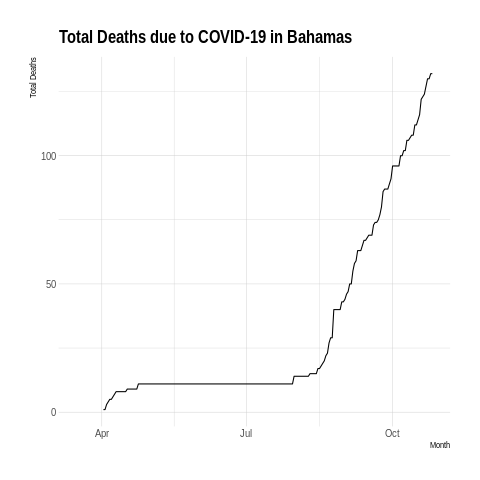 Total Deaths due to COVID-19 in Bahamas
Total Deaths
100
50
0
Apr Jul Oct
Month